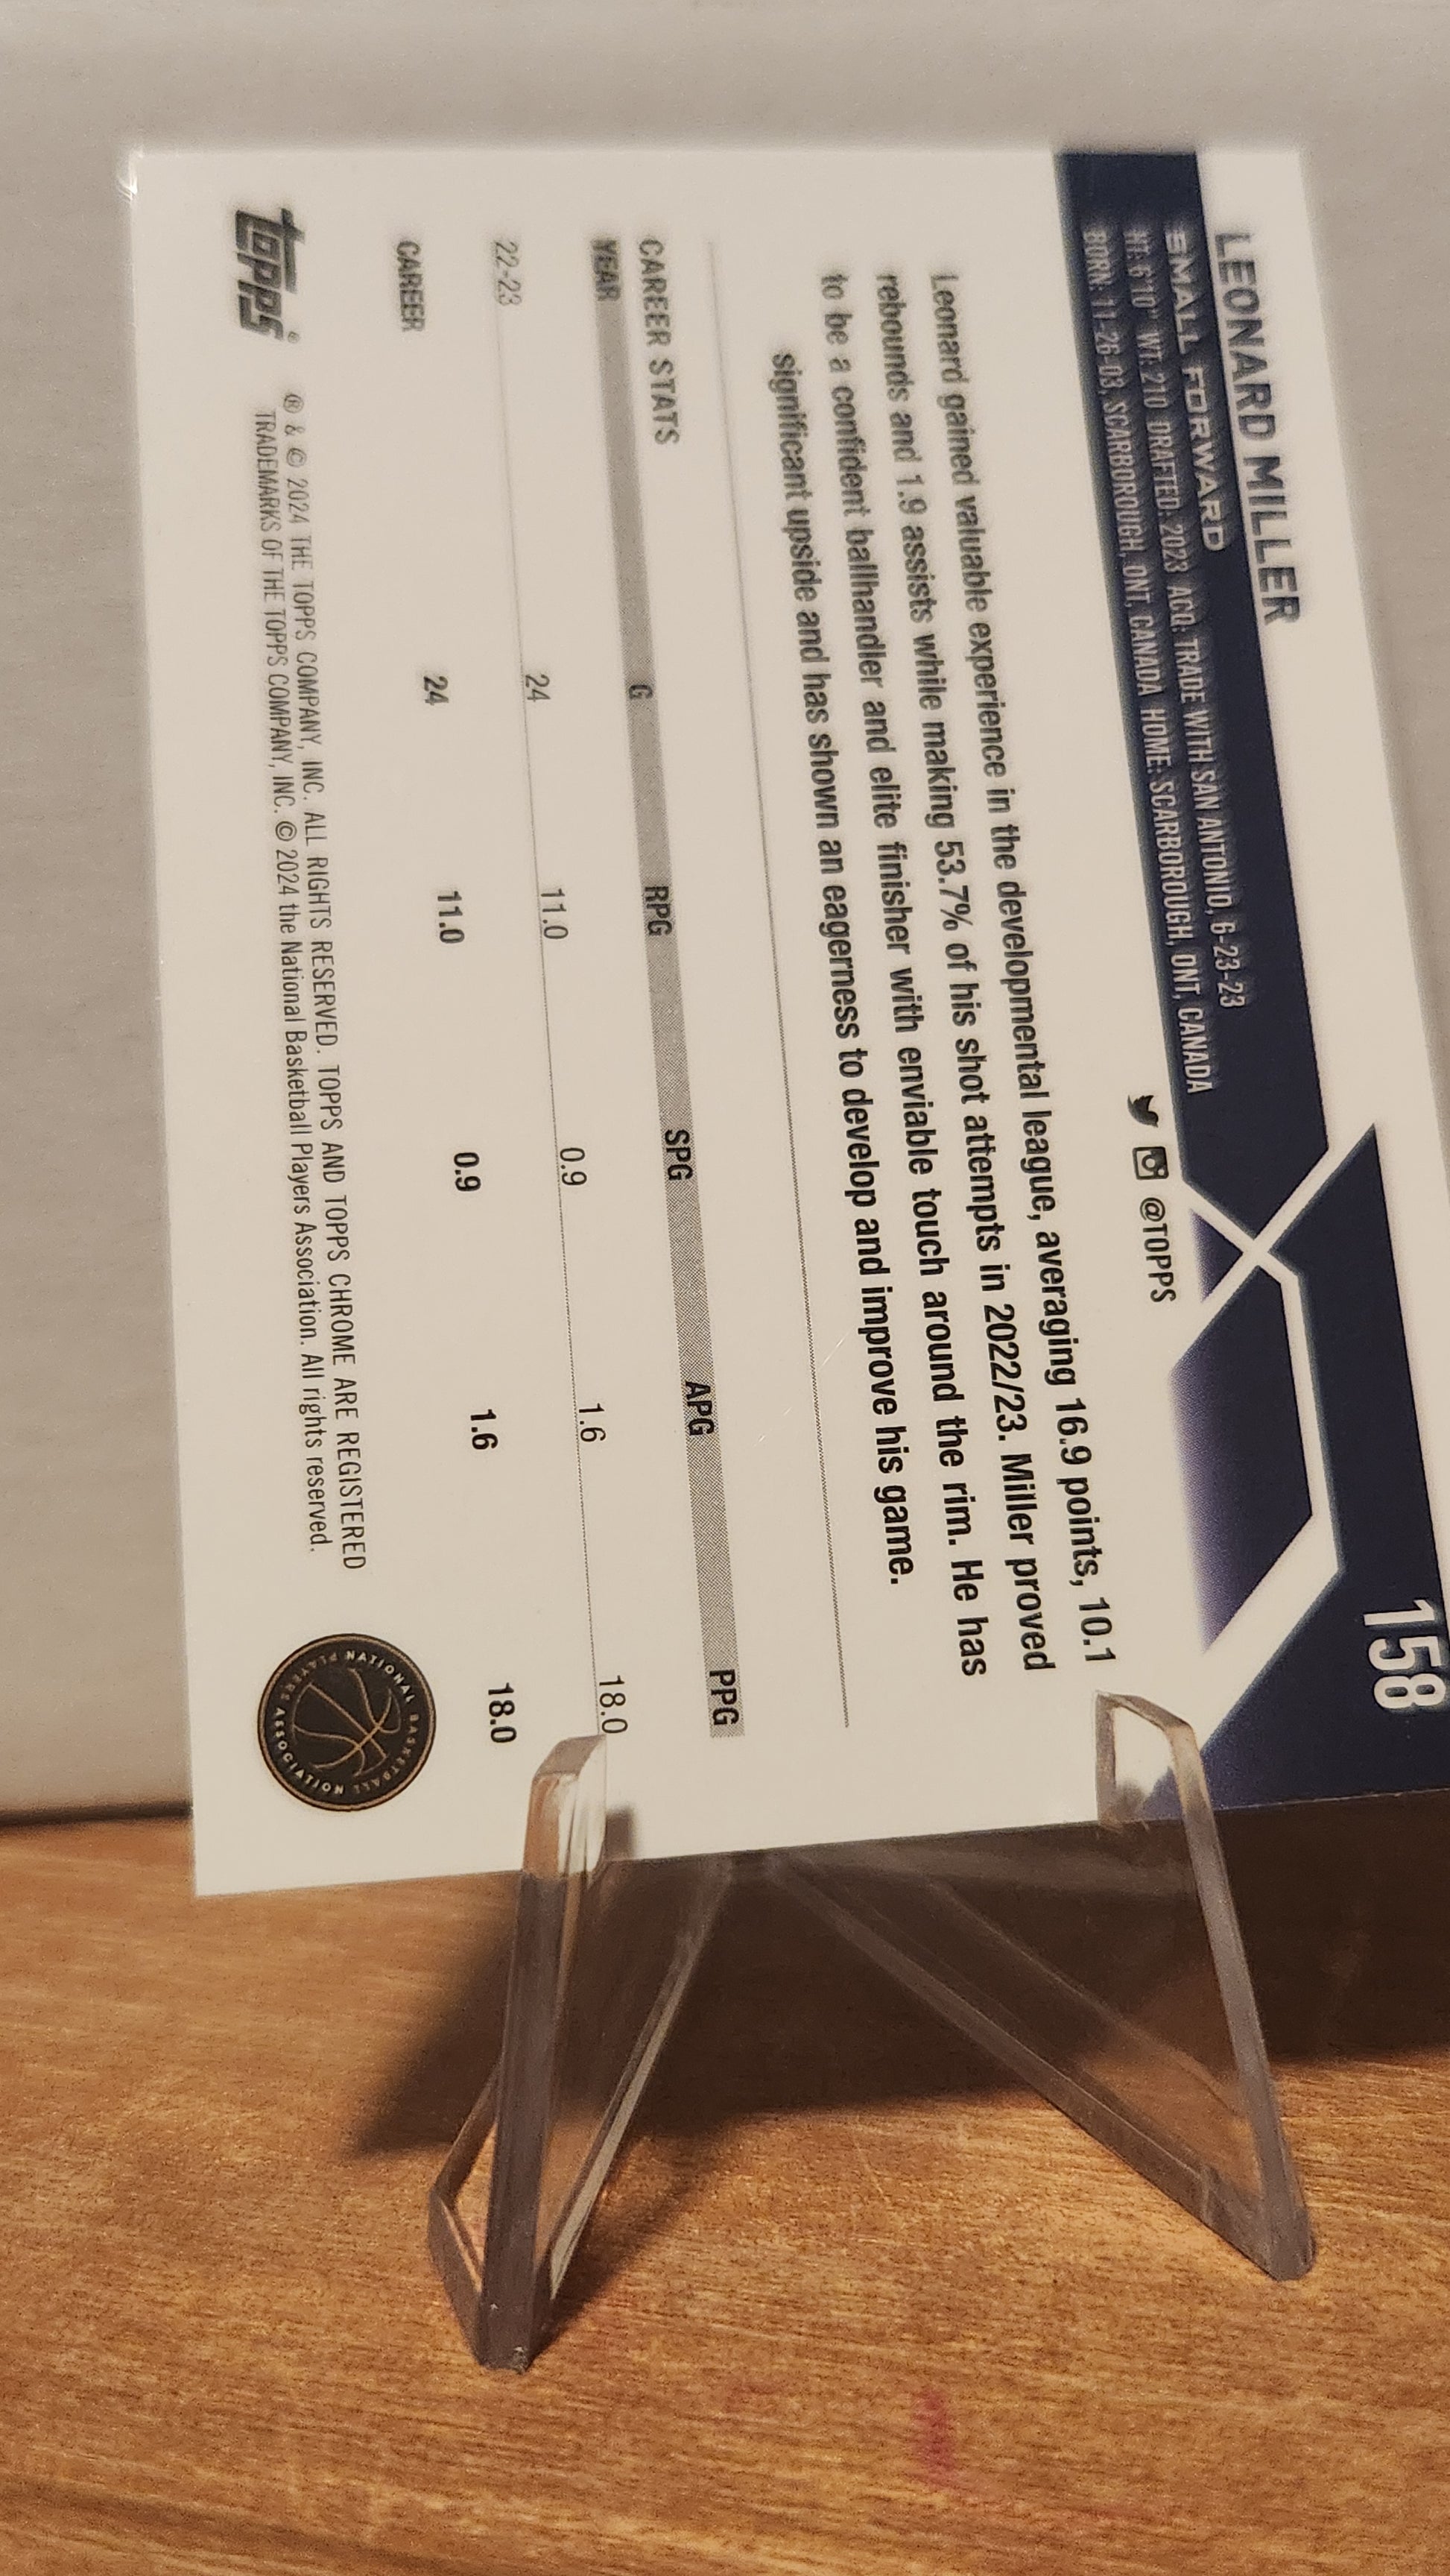 158
LEONARD MILLER
SMALL FORWARD
HT: 6'10" WT: 210 DRAFTED: 2023 ACQ: TRADE WITH SAN ANTONIO, 6-23-23
BORN: 11-26-03, SCARBOROUGH, ONT, CANADA HOME: SCARBOROUGH, ONT, CANADA
@TOPPS
Leonard gained valuable experience in the developmental league, averaging 16.9 points, 10.1
rebounds and 1.9 assists while making 53.7% of his shot attempts in 2022/23. Miller proved
to be a confident ballhandler and elite finisher with enviable touch around the rim. He has
significant upside and has shown an eagerness to develop and improve his game.
CAREER STATS
YEAR G RPG SPG APG PPG
22-23 24 11.0 0.9 1.6 18.0
CAREER 24 11.0 0.9 1.6 18.0
topps®
® & © 2024 THE TOPPS COMPANY, INC. ALL RIGHTS RESERVED. TOPPS AND TOPPS CHROME ARE REGISTERED
TRADEMARKS OF THE TOPPS COMPANY, INC. © 2024 the National Basketball Players Association. All rights reserved.
NATIONAL BASKETBALL PLAYERS ASSOCIATION